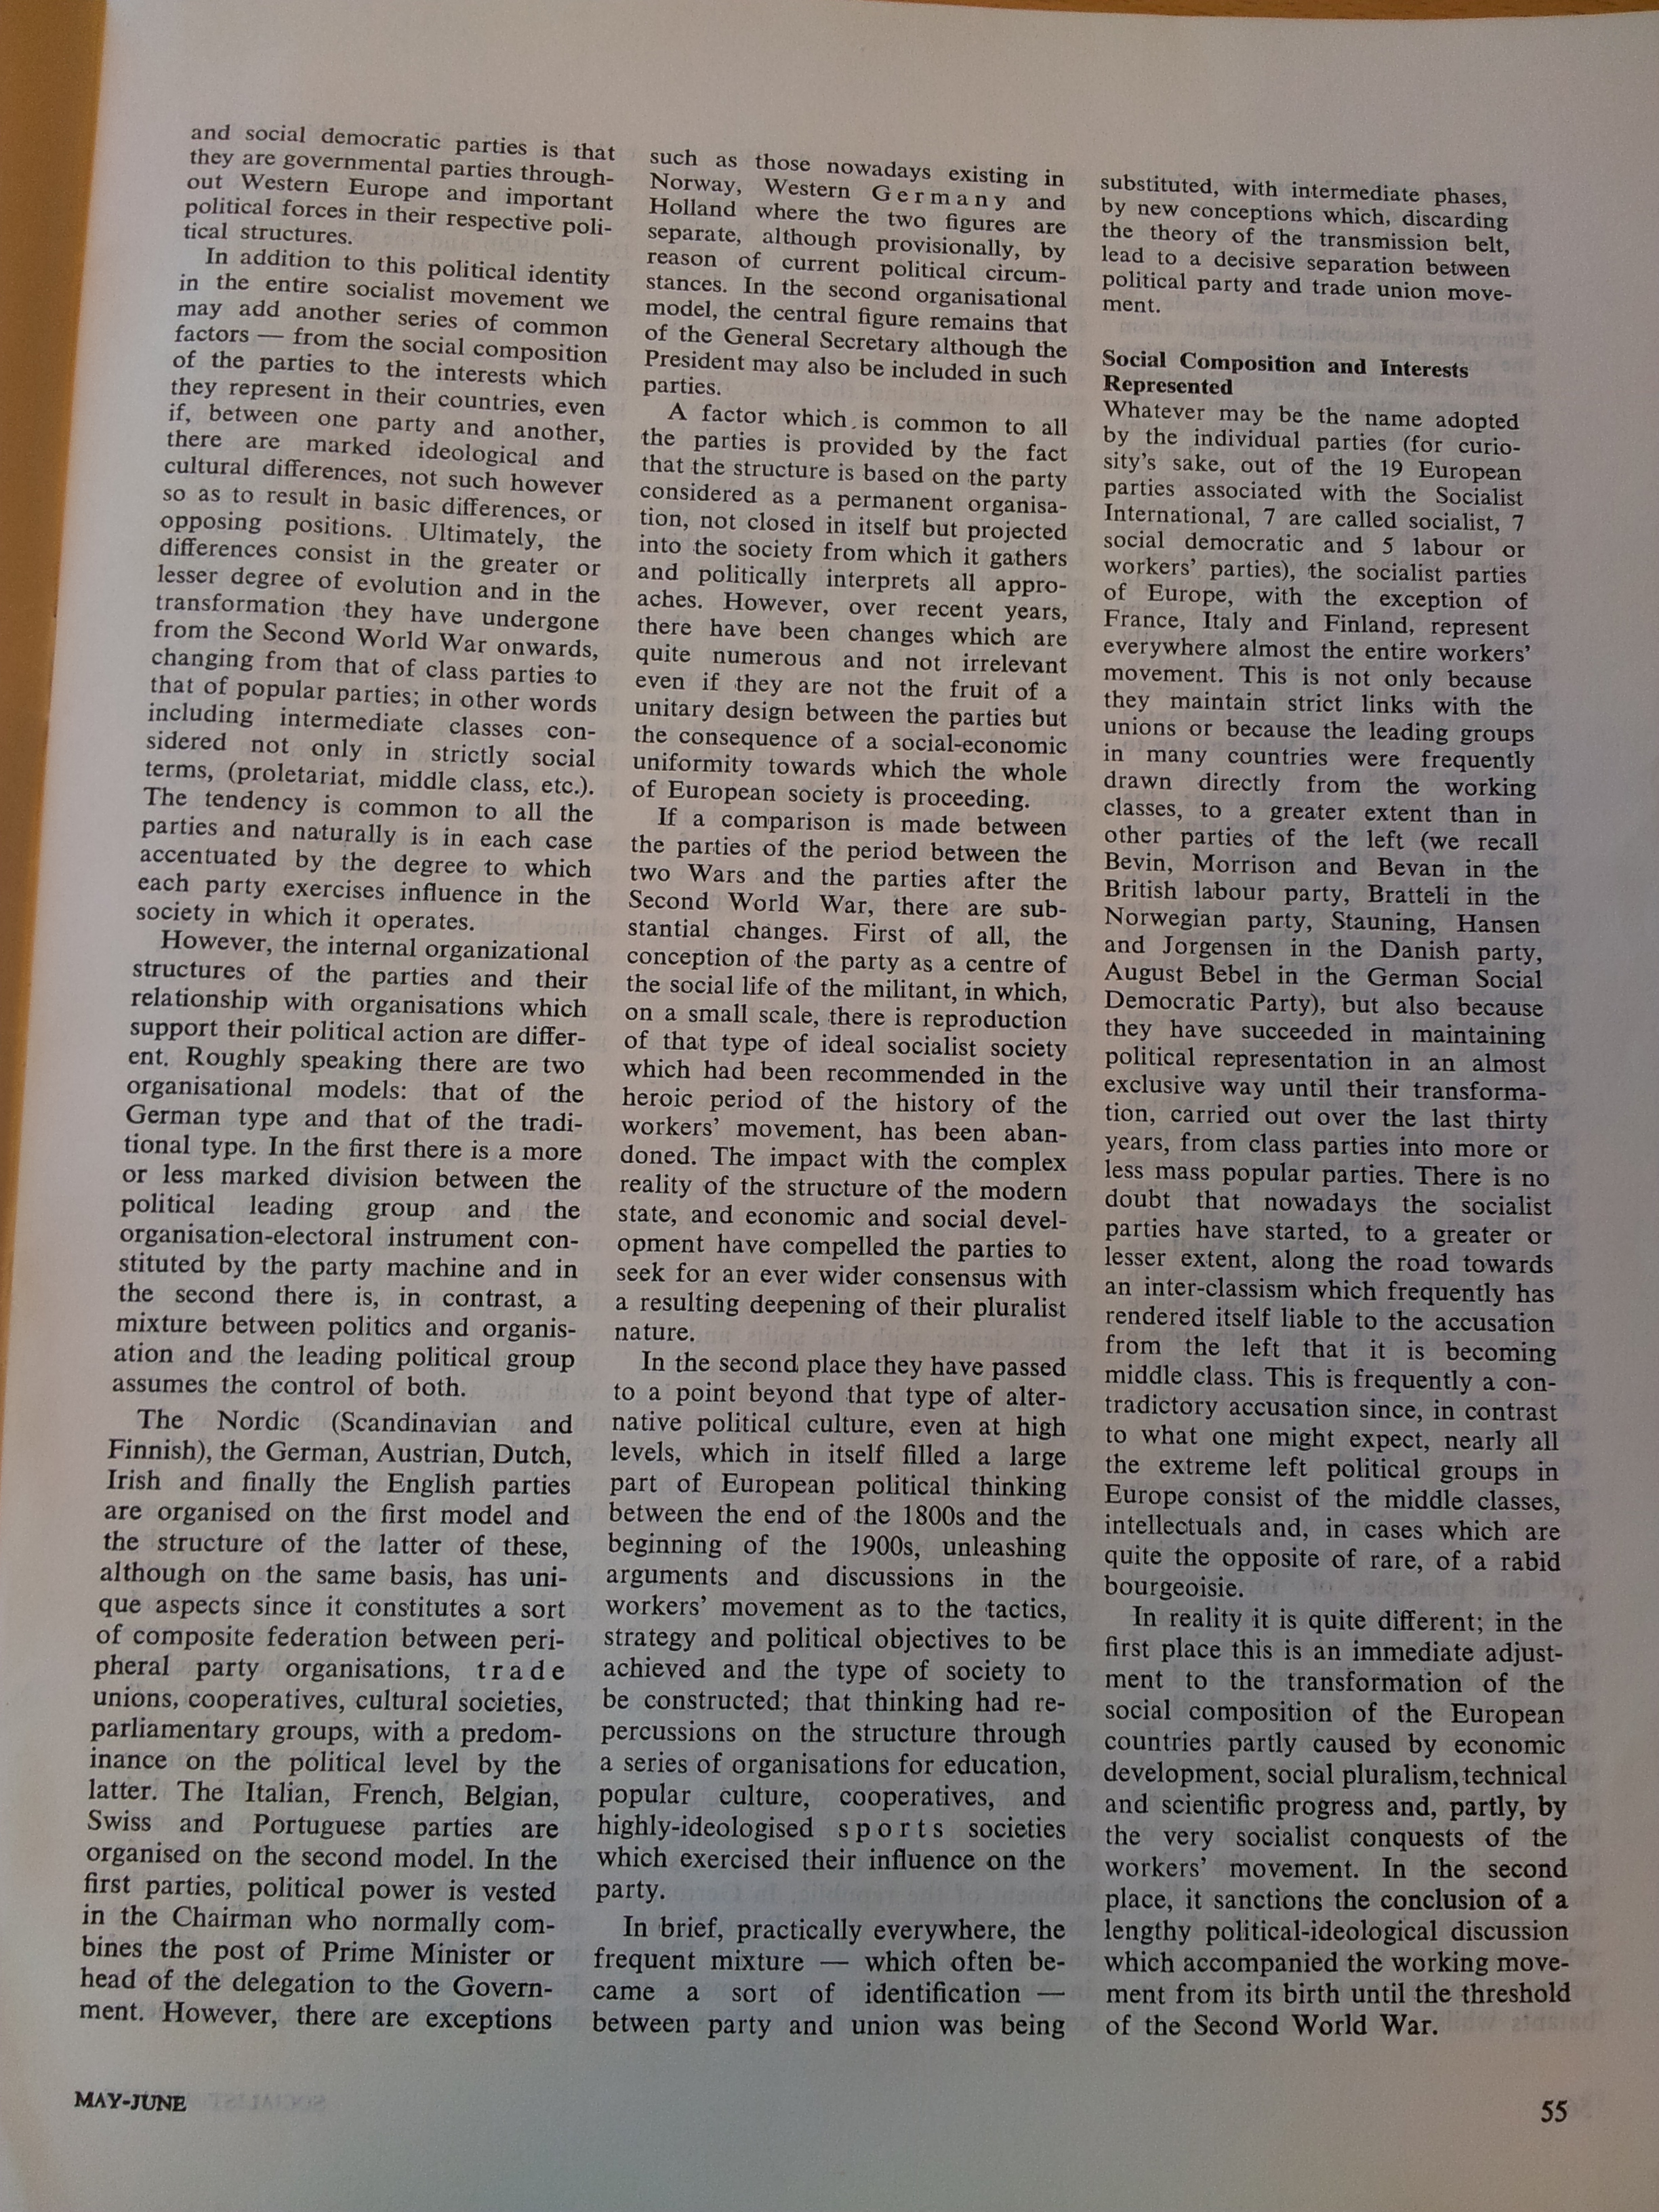 and social democratic parties is that
they are governmental parties through-
out Western Europe and important
political forces in their respective poli-
tical structures.
In addition to this political identity
in the entire socialist movement we
may add another series of common
factors — from the social composition
of the parties to the interests which
they represent in their countries, even
if, between one party and another,
there are marked ideological and
cultural differences, not such however
so as to result in basic differences, or
opposing positions. Ultimately, the
differences consist in the greater or
lesser degree of evolution and in the
transformation they have undergone
from the Second World War onwards,
changing from that of class parties to
that of popular parties; in other words
including intermediate classes con-
sidered not only in strictly social
terms, (proletariat, middle class, etc.).
The tendency is common to all the
parties and naturally is in each case
accentuated by the degree to which
each party exercises influence in the
society in which it operates.
However, the internal organizational
structures of the parties and their
relationship with organisations which
support their political action are differ-
ent. Roughly speaking there are two
organisational models: that of the
German type and that of the tradi-
tional type. In the first there is a more
or less marked division between the
political leading group and the
organisation-electoral instrument con-
stituted by the party machine and in
the second there is, in contrast, a
mixture between politics and organis-
ation and the leading political group
assumes the control of both.
The Nordic (Scandinavian and
Finnish), the German, Austrian, Dutch,
Irish and finally the English parties
are organised on the first model and
the structure of the latter of these,
although on the same basis, has uni-
que aspects since it constitutes a sort
of composite federation between peri-
pheral party organisations, trade
unions, cooperatives, cultural societies,
parliamentary groups, with a predom-
inance on the political level by the
latter. The Italian, French, Belgian,
Swiss and Portuguese parties are
organised on the second model. In the
first parties, political power is vested
in the Chairman who normally com-
bines the post of Prime Minister or
head of the delegation to the Govern-
ment. However, there are exceptions
such as those nowadays existing in
Norway, Western Germany and
Holland where the two figures are
separate, although provisionally, by
reason of current political circum-
stances. In the second organisational
model, the central figure remains that
of the General Secretary although the
President may also be included in such
parties.
A factor which is common to all
the parties is provided by the fact
that the structure is based on the party
considered as a permanent organisa-
tion, not closed in itself but projected
into the society from which it gathers
and politically interprets all appro-
aches. However, over recent years,
there have been changes which are
quite numerous and not irrelevant
even if they are not the fruit of a
unitary design between the parties but
the consequence of a social-economic
uniformity towards which the whole
of European society is proceeding.
If a comparison is made between
the parties of the period between the
two Wars and the parties after the
Second World War, there are sub-
stantial changes. First of all, the
conception of the party as a centre of
the social life of the militant, in which,
on a small scale, there is reproduction
of that type of ideal socialist society
which had been recommended in the
heroic period of the history of the
workers' movement, has been aban-
doned. The impact with the complex
reality of the structure of the modern
state, and economic and social devel-
opment have compelled the parties to
seek for an ever wider consensus with
a resulting deepening of their pluralist
nature.
In the second place they have passed
to a point beyond that type of alter-
native political culture, even at high
levels, which in itself filled a large
part of European political thinking
between the end of the 1800s and the
beginning of the 1900s, unleashing
arguments and discussions in the
workers' movement as to the tactics,
strategy and political objectives to be
achieved and the type of society to
be constructed; that thinking had re-
percussions on the structure through
a series of organisations for education,
popular culture, cooperatives, and
highly-ideologised sports societies
which exercised their influence on the
party.
In brief, practically everywhere, the
frequent mixture — which often be-
came a sort of identification —
between party and union was being
substituted, with intermediate phases,
by new conceptions which, discarding
the theory of the transmission belt,
lead to a decisive separation between
political party and trade union move-
ment.
Social Composition and Interests
Represented
Whatever may be the name adopted
by the individual parties (for curio-
sity's sake, out of the 19 European
parties associated with the Socialist
International, 7 are called socialist, 7
social democratic and 5 labour or
workers' parties), the socialist parties
of Europe, with the exception of
France, Italy and Finland, represent
everywhere almost the entire workers'
movement. This is not only because
they maintain strict links with the
unions or because the leading groups
in many countries were frequently
drawn directly from the working
classes, to a greater extent than in
other parties of the left (we recall
Bevin, Morrison and Bevan in the
British labour party, Bratteli in the
Norwegian party, Stauning, Hansen
and Jorgensen in the Danish party,
August Bebel in the German Social
Democratic Party), but also because
they have succeeded in maintaining
political representation in an almost
exclusive way until their transforma-
tion, carried out over the last thirty
years, from class parties into more or
less mass popular parties. There is no
doubt that nowadays the socialist
parties have started, to a greater or
lesser extent, along the road towards
an inter-classism which frequently has
rendered itself liable to the accusation
from the left that it is becoming
middle class. This is frequently a con-
tradictory accusation since, in contrast
to what one might expect, nearly all
the extreme left political groups in
Europe consist of the middle classes,
intellectuals and, in cases which are
quite the opposite of rare, of a rabid
bourgeoisie.
In reality it is quite different; in the
first place this is an immediate adjust-
ment to the transformation of the
social composition of the European
countries partly caused by economic
development, social pluralism, technical
and scientific progress and, partly, by
the very socialist conquests of the
workers' movement. In the second
place, it sanctions the conclusion of a
lengthy political-ideological discussion
which accompanied the working move-
ment from its birth until the threshold
of the Second World War.
MAY-JUNE
55